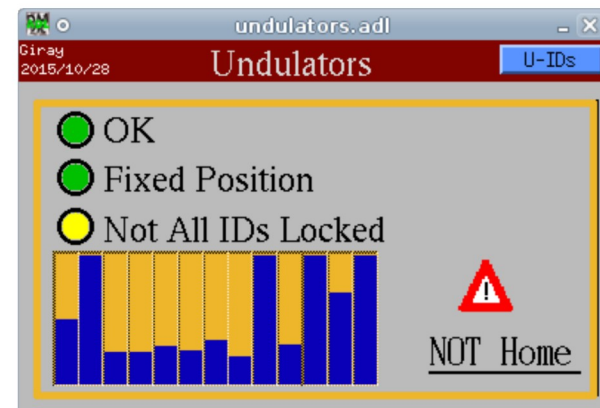 undulators.adl
Giray
2015/10/28
Undulators
U-IDs
OK
Fixed Position
Not All IDs Locked
!
NOT Home